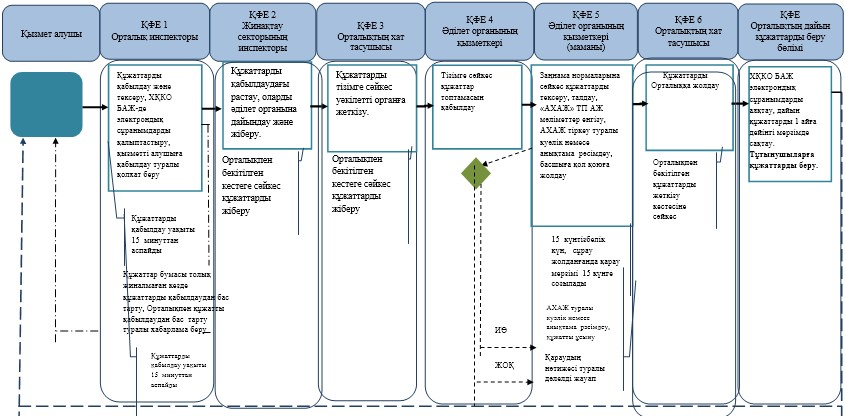 Қызмет алушы
ҚФЕ 1
Орталық инспекторы
ҚФЕ 2
Жинақтау
секторының
инспекторы
ҚФЕ 3
Орталықтың хат
тасушысы
ҚФЕ 4
Әділет органының
қызметкері
ҚФЕ 5
Әділет органының
қызметкері
(маманы)
ҚФЕ 6
Орталықтың хат
тасушысы
ҚФЕ
Орталықтың дайын
құжаттарды беру
бөлімі
Құжаттарды
қабылдау және
тексеру, ХҚКО
БАЖ-де
электрондық
сұранымдарды
қалыптастыру,
қызметті алушыға
қабылдау туралы
қолхат беру
Құжаттарды
қабылдау уақыты
15 минуттан
аспайды
Құжаттар бумасы толық
жиналмаған кезде
құжаттарды қабылдаудан бас
тарту, Орталықпен құжатты
қабылдаудан бас тарту
туралы хабарлама беру
Құжаттарды
қабылдау уақыты
15 минуттан
аспайды
Құжаттарды
қабылдаудағы
растау, оларды
әділет органына
дайындау және
жіберу.
Орталықпен
бекітілген
кестеге сәйкес
құжаттарды
жіберу
Құжаттарды
тізімге сәйкес
уәкілетті органға
жеткізу.
Орталықпен
бекітілген
кестеге сәйкес
құжаттарды
жіберу
Тізімге сәйкес
құжаттар
топтамасын
қабылдау
ИӘ
ЖОҚ
Заңнама нормаларына
сәйкес құжаттарды
тексеру, талдау,
«АХАЖ» ТП АЖ
мәліметтер енгізу,
АХАЖ тіркеу туралы
куәлік немесе
анықтама рәсімдеу,
басшыға қол қоюға
жолдау
15 күнтізбелік
күн, сұрау
жолданғанда қарау
мерзімі 15 күнге
созылады
АХАЖ туралы
куәлік немесе
анықтама рәсімдеу,
құжатты ұсыну
Қараудың
нәтижесі туралы
дәлелді жауап
Құжаттарды
Орталыққа жолдау
Орталықпен
бекітілген
құжаттарды
жеткізу
кестесіне
сәйкес
ХҚКО БАЖ
электрондық
сұранымдарды
аяқтау, дайын
құжаттарды 1 айға
дейінгі мерзімде
сақтау.
Тұтынушыларға
құжаттарды беру.